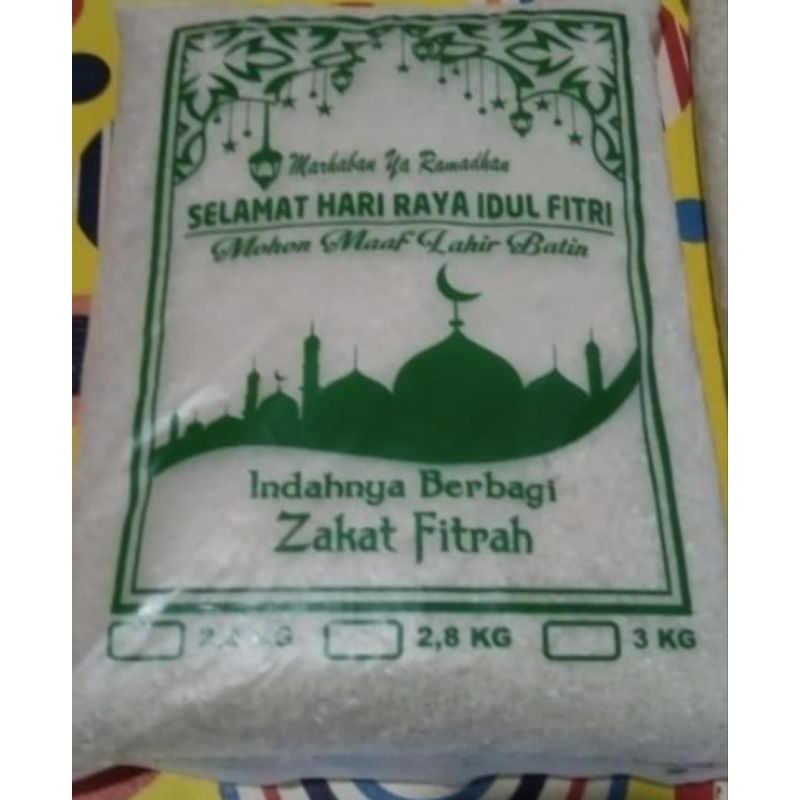 Marhaban Ya Ramadhan
SELAMAT HARI RAYA IDUL FITRI
Mohon Maaf Lahir Batin
Indahnya Berbagi
Zakat Fitrah
KG 2,8 KG 3 KG